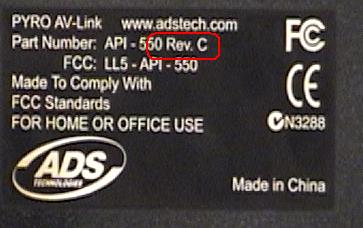 PYRO AV-Link www.adstech.com
Part Number: API - 550 Rev. C
FCC: LL5 - API - 550
Made To Comply With
FCC Standards
FOR HOME OR OFFICE USE
FC
CE
N3288
ADS
TECHNOLOGIES
Made in China